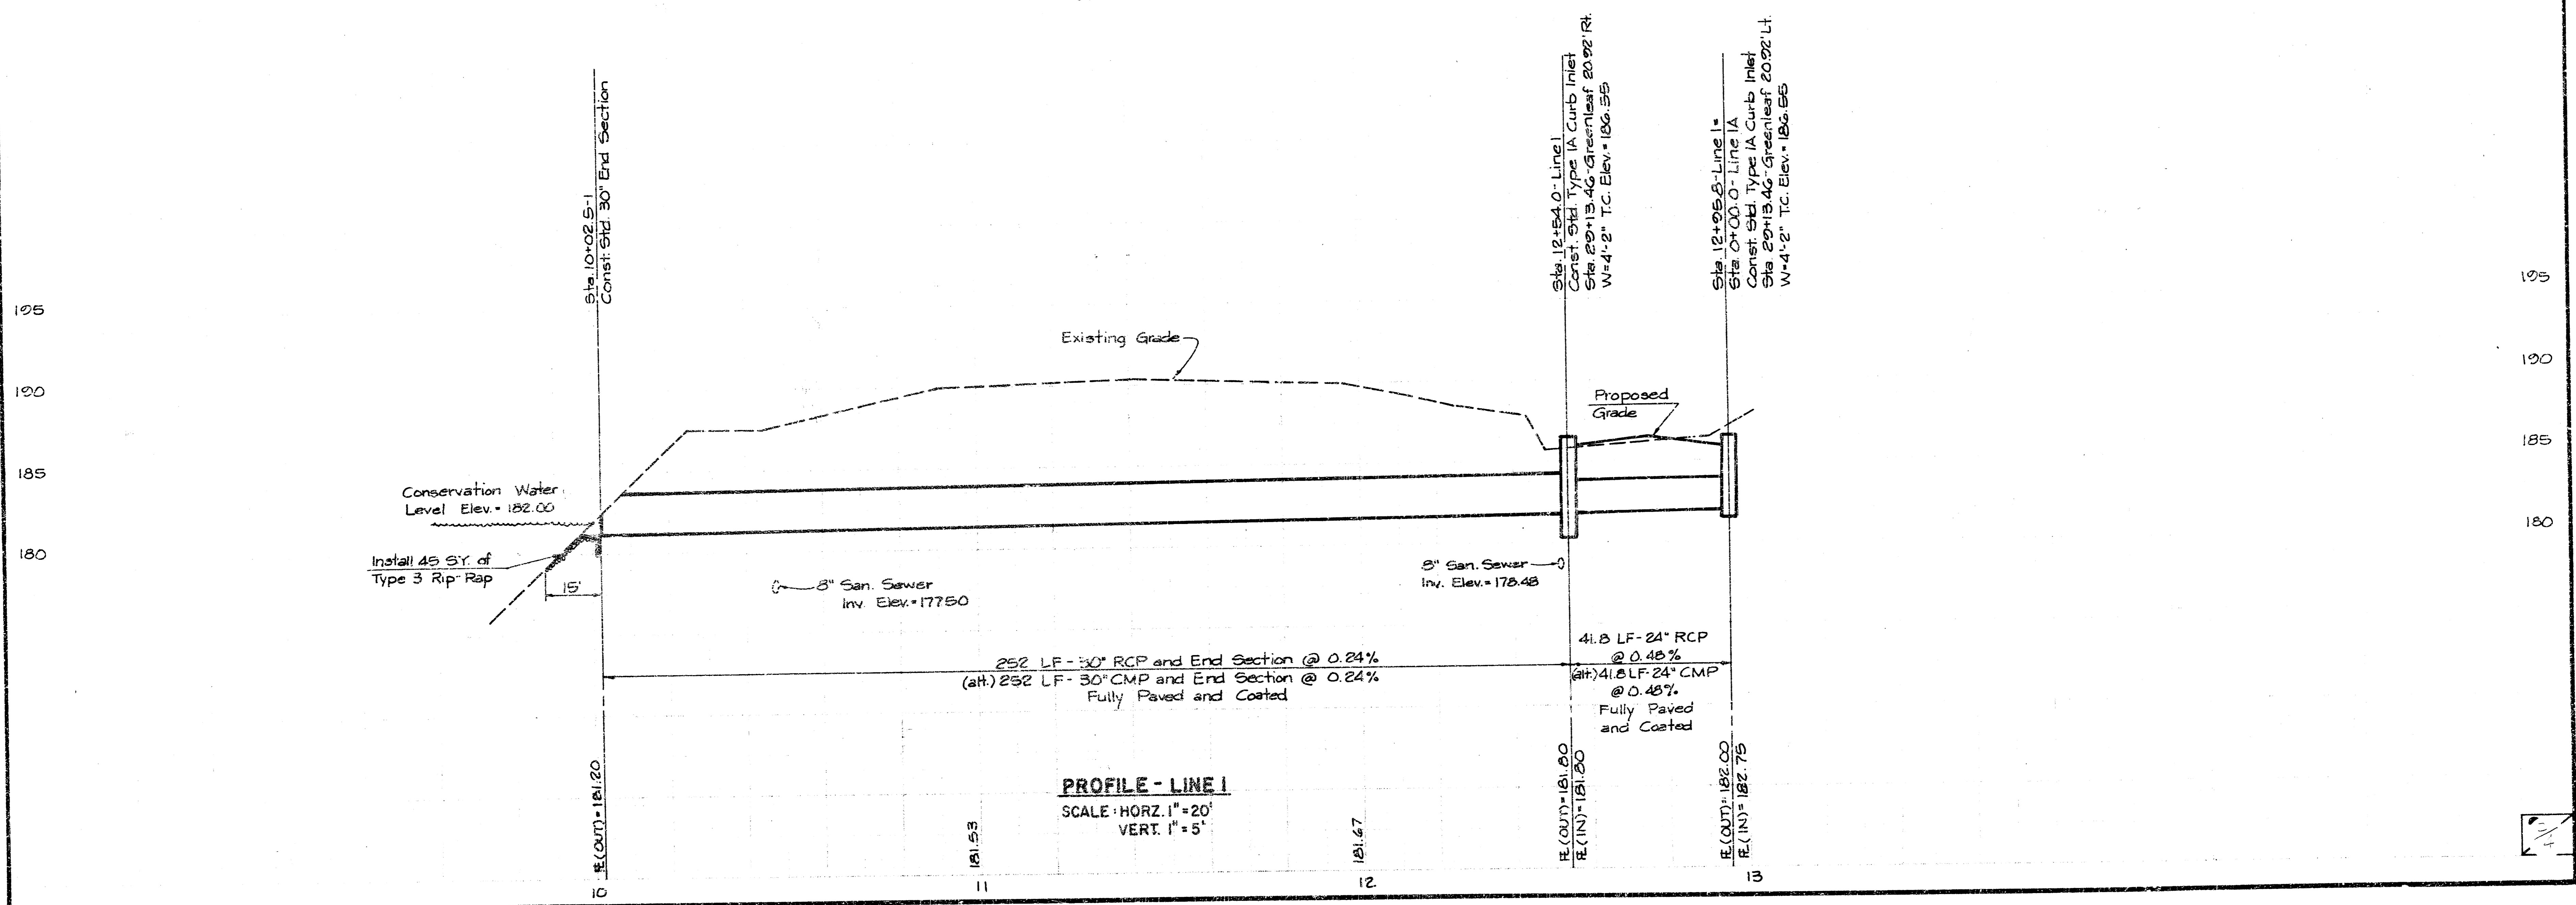 Sta. 10+02.5-1
Const. Std. 30" End Section
Sta. 12+54.0-Line 1
Const. Std. Type 1A Curb Inlet
Sta. 29+13.46-Greenleaf 20.92' Rt.
W=4'-2" T.C. Elev.=186.55
Sta. 12+95.8-Line 1=
Sta. 0+00.0-Line 1A
Const. Std. Type 1A Curb Inlet
Sta. 29+13.46-Greenleaf 20.92' Lt.
W=4'-2" T.C. Elev.=186.55
195
190
185
180
195
190
185
180
Existing Grade
Proposed
Grade
Conservation Water
Level Elev.=182.00
Install 45 S.Y. of
Type 3 Rip-Rap
15'
8" San. Sewer
Inv. Elev.=177.50
8" San. Sewer
Inv. Elev.=178.48
252 LF-30" RCP and End Section @ 0.24%
(alt.) 252 LF-30" CMP and End Section @ 0.24%
Fully Paved and Coated
41.8 LF-24" RCP
@ 0.48%
(alt.) 41.8 LF-24" CMP
@ 0.48%
Fully Paved
and Coated
PROFILE - LINE 1
SCALE: HORZ. 1"=20'
VERT. 1"=5'
FL(OUT)=181.20
181.53
181.67
FL(OUT)=181.80
FL(IN)=181.80
FL(OUT)=182.00
FL(IN)=182.75
10
11
12
13